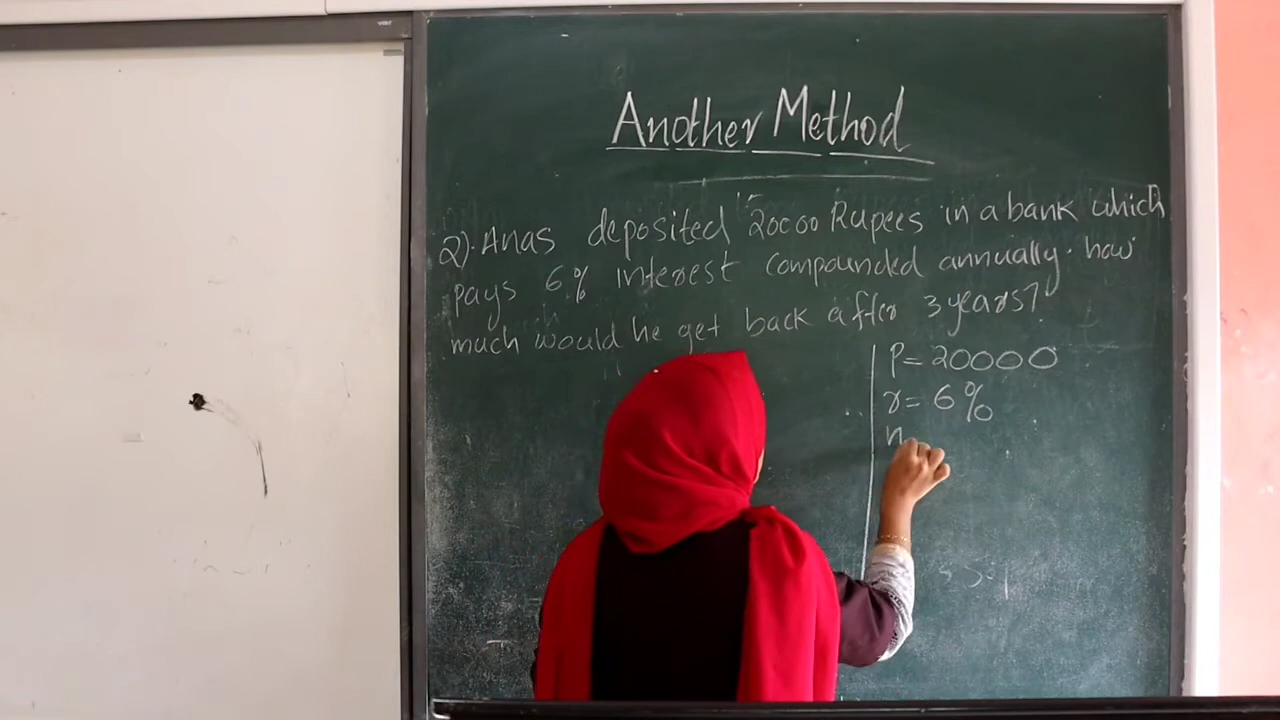 Another Method
2). Anas deposited 20000 Rupees in a bank which
pays 6% interest compounded annually. how
much would he get back after 3 years?
P = 20000
r = 6%
n